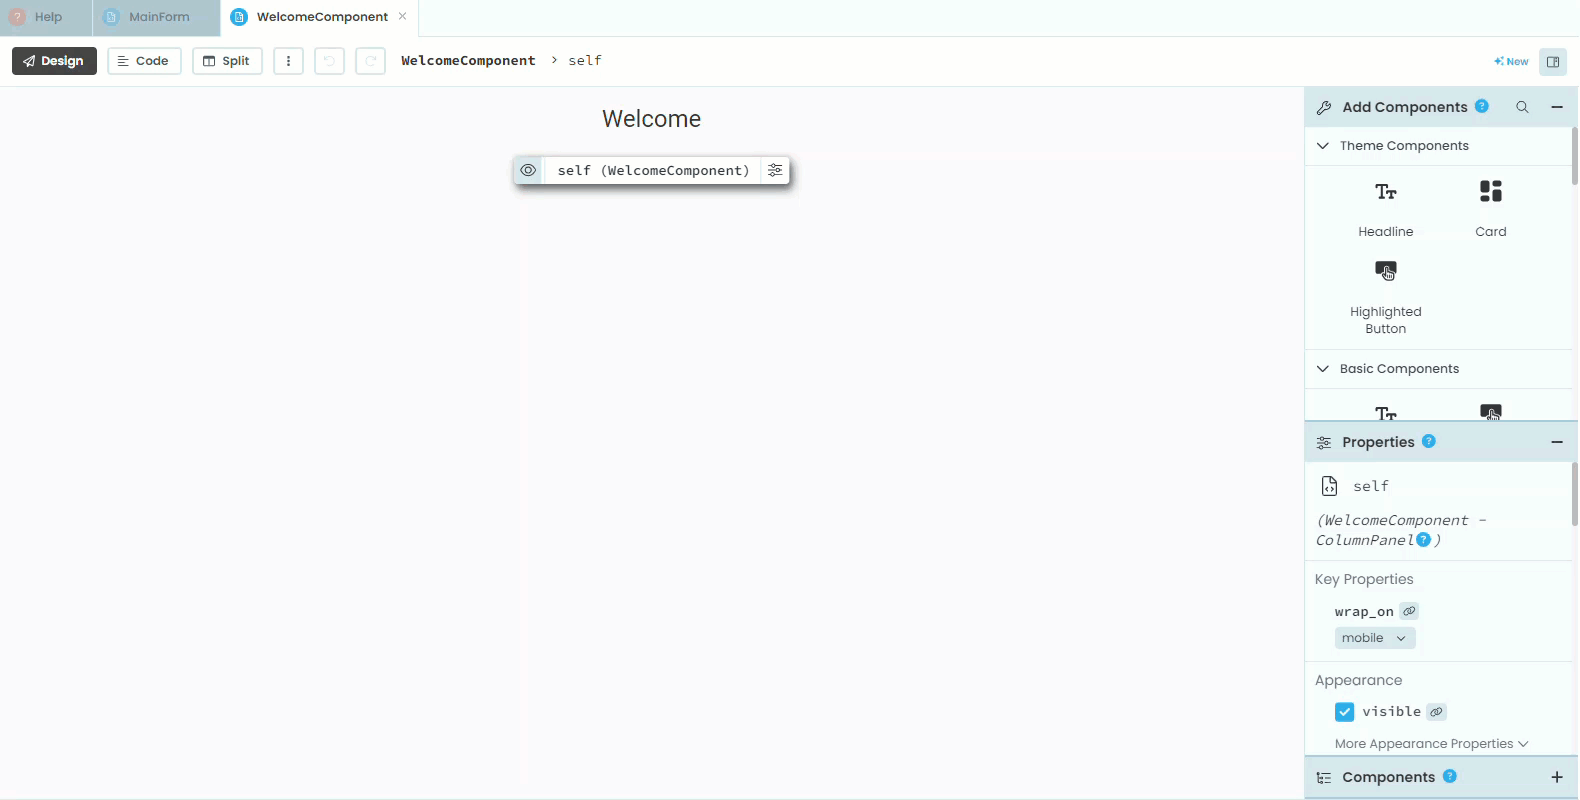 Help
MainForm
WelcomeComponent
Design
Code
Split
WelcomeComponent > self
New
Welcome
self (WelcomeComponent)
Add Components
Theme Components
Headline
Card
Highlighted
Button
Basic Components
Properties
self
(WelcomeComponent -
ColumnPanel )
Key Properties
wrap_on
mobile
Appearance
visible
More Appearance Properties
Components